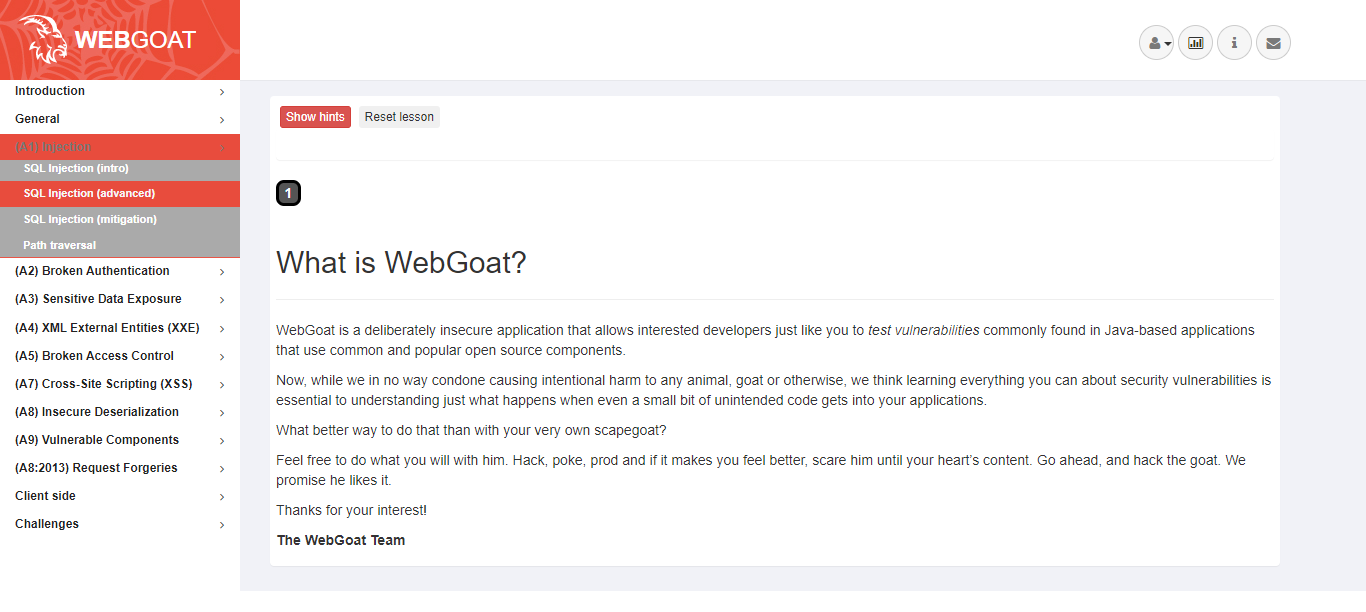 WEBGOAT
Introduction
General
(A1) Injection
SQL Injection (intro)
SQL Injection (advanced)
SQL Injection (mitigation)
Path traversal
(A2) Broken Authentication
(A3) Sensitive Data Exposure
(A4) XML External Entities (XXE)
(A5) Broken Access Control
(A7) Cross-Site Scripting (XSS)
(A8) Insecure Deserialization
(A9) Vulnerable Components
(A8:2013) Request Forgeries
Client side
Challenges
Show hints Reset lesson
1
What is WebGoat?
WebGoat is a deliberately insecure application that allows interested developers just like you to test vulnerabilities commonly found in Java-based applications
that use common and popular open source components.
Now, while we in no way condone causing intentional harm to any animal, goat or otherwise, we think learning everything you can about security vulnerabilities is
essential to understanding just what happens when even a small bit of unintended code gets into your applications.
What better way to do that than with your very own scapegoat?
Feel free to do what you will with him. Hack, poke, prod and if it makes you feel better, scare him until your heart’s content. Go ahead, and hack the goat. We
promise he likes it.
Thanks for your interest!
The WebGoat Team